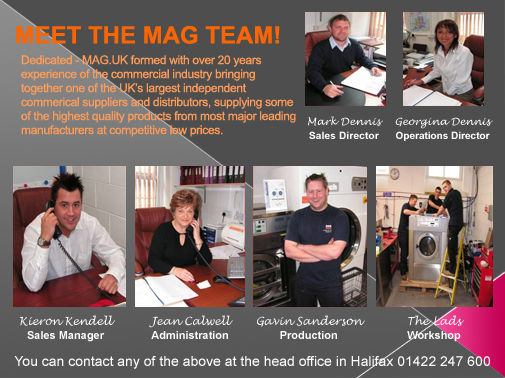 MEET THE MAG TEAM!
Dedicated - MAG.UK formed with over 20 years
experience of the commercial industry bringing
together one of the UK's largest independent
commerical suppliers and distributors, supplying some
of the highest quality products from most major leading
manufacturers at competitive low prices.
Mark Dennis
Sales Director
Georgina Dennis
Operations Director
Kieron Kendell
Sales Manager
Jean Calwell
Administration
Gavin Sanderson
Production
The Lads
Workshop
You can contact any of the above at the head office in Halifax 01422 247 600